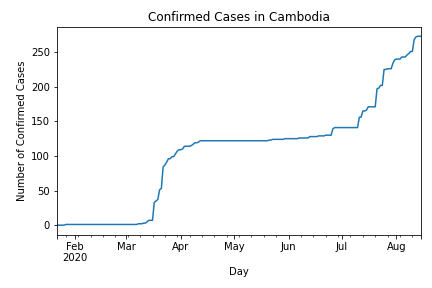 Confirmed Cases in Cambodia
Number of Confirmed Cases
250
200
150
100
50
0
Feb Mar Apr May Jun Jul Aug
2020
Day